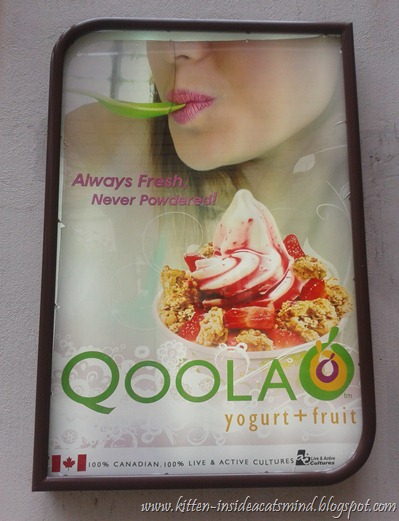 Always Fresh,
Never Powdered!
QOOLA
tm
yogurt+fruit
100% CANADIAN, 100% LIVE & ACTIVE CULTURES
Live & Active
Cultures
www.kitten-insideacatsmind.blogspot.com